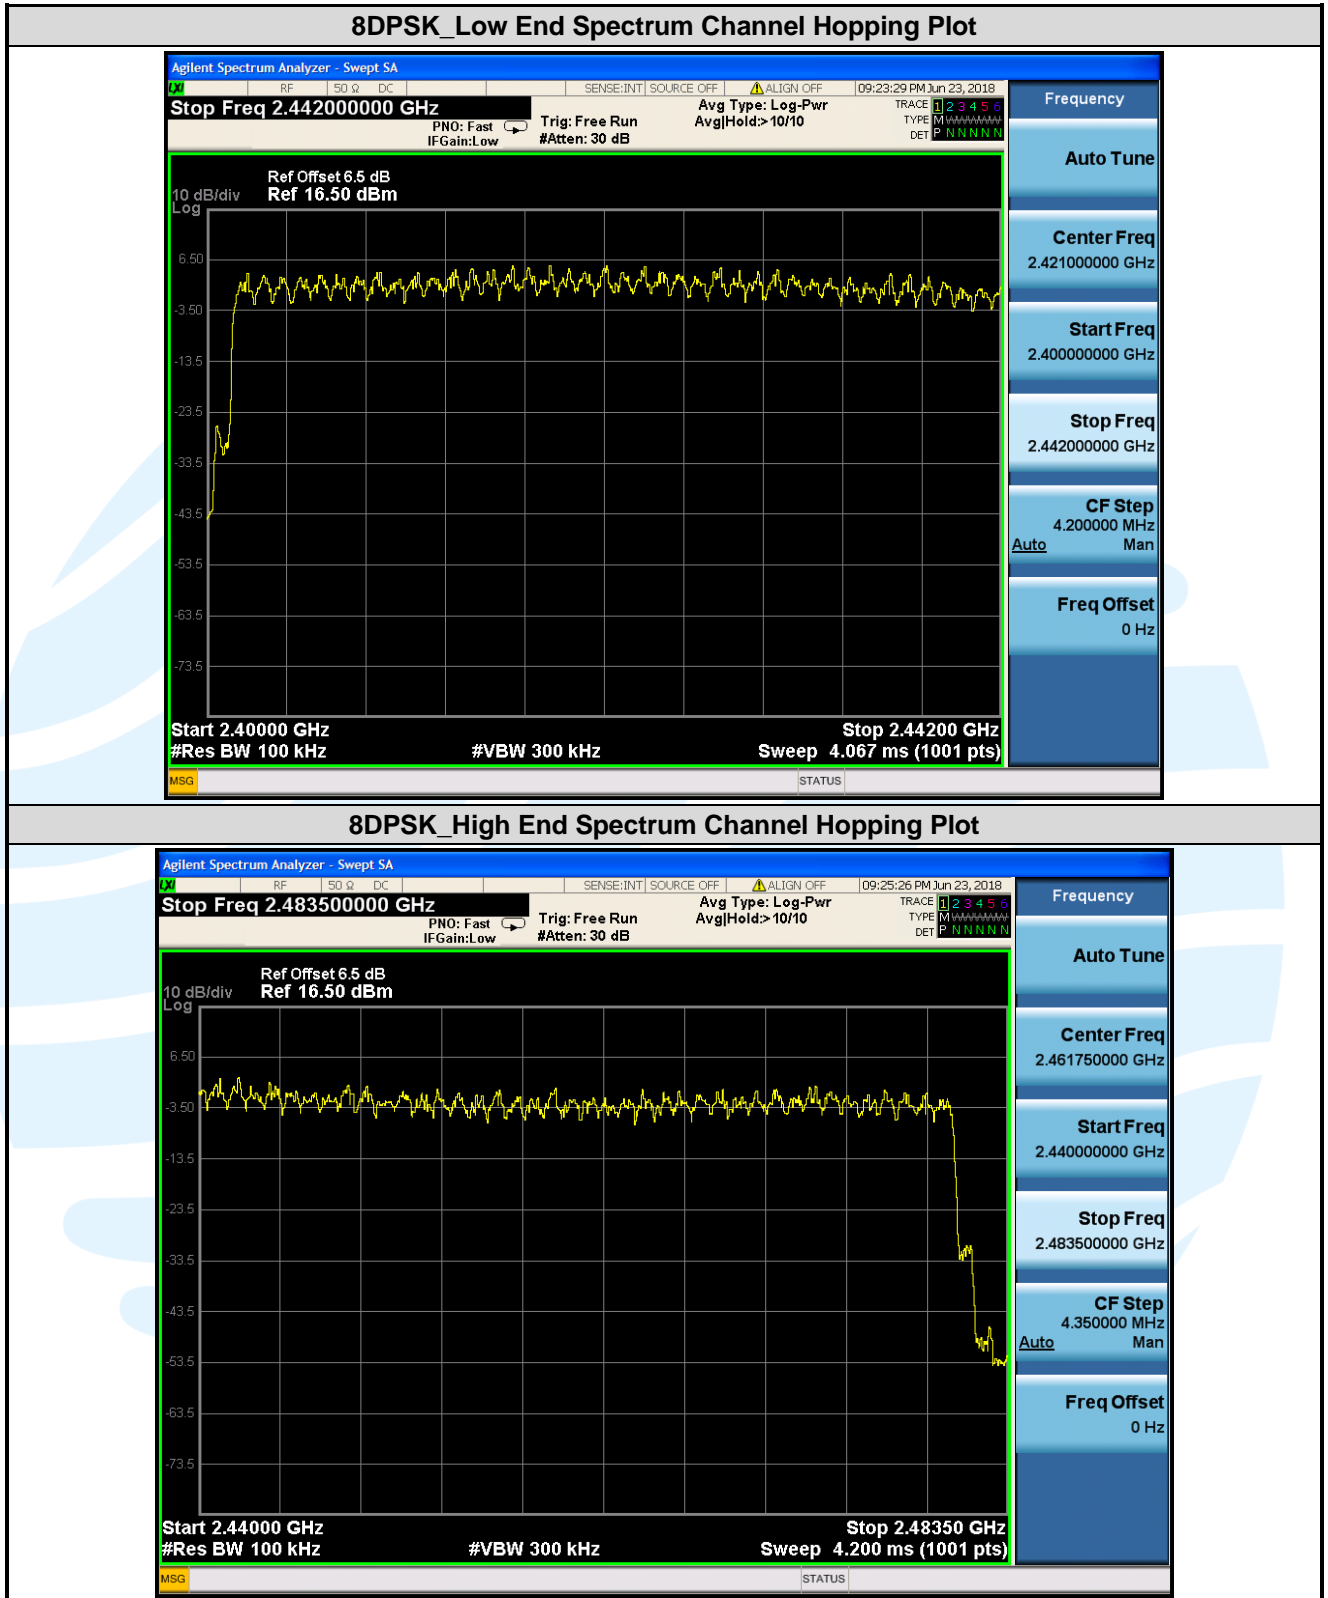 8DPSK_Low End Spectrum Channel Hopping Plot
Agilent Spectrum Analyzer - Swept SA
LXI RF 50 Ω DC SENSE:INT SOURCE OFF ALIGN OFF 09:23:29 PM Jun 23, 2018
Stop Freq 2.442000000 GHz
PNO: Fast
IFGain:Low
Trig: Free Run
#Atten: 30 dB
Avg Type: Log-Pwr
Avg|Hold:>10/10
TRACE 1 2 3 4 5 6
TYPE M WWWWW
DET P N N N N N
Ref Offset 6.5 dB
10 dB/div Ref 16.50 dBm
Log
6.50
-3.50
-13.5
-23.5
-33.5
-43.5
-53.5
-63.5
-73.5
Start 2.40000 GHz Stop 2.44200 GHz
#Res BW 100 kHz #VBW 300 kHz Sweep 4.067 ms (1001 pts)
MSG STATUS
Frequency
Auto Tune
Center Freq
2.421000000 GHz
Start Freq
2.400000000 GHz
Stop Freq
2.442000000 GHz
CF Step
4.200000 MHz
Auto Man
Freq Offset
0 Hz
8DPSK_High End Spectrum Channel Hopping Plot
Agilent Spectrum Analyzer - Swept SA
LXI RF 50 Ω DC SENSE:INT SOURCE OFF ALIGN OFF 09:25:26 PM Jun 23, 2018
Stop Freq 2.483500000 GHz
PNO: Fast
IFGain:Low
Trig: Free Run
#Atten: 30 dB
Avg Type: Log-Pwr
Avg|Hold:>10/10
TRACE 1 2 3 4 5 6
TYPE M WWWWW
DET P N N N N N
Ref Offset 6.5 dB
10 dB/div Ref 16.50 dBm
Log
6.50
-3.50
-13.5
-23.5
-33.5
-43.5
-53.5
-63.5
-73.5
Start 2.44000 GHz Stop 2.48350 GHz
#Res BW 100 kHz #VBW 300 kHz Sweep 4.200 ms (1001 pts)
MSG STATUS
Frequency
Auto Tune
Center Freq
2.461750000 GHz
Start Freq
2.440000000 GHz
Stop Freq
2.483500000 GHz
CF Step
4.350000 MHz
Auto Man
Freq Offset
0 Hz